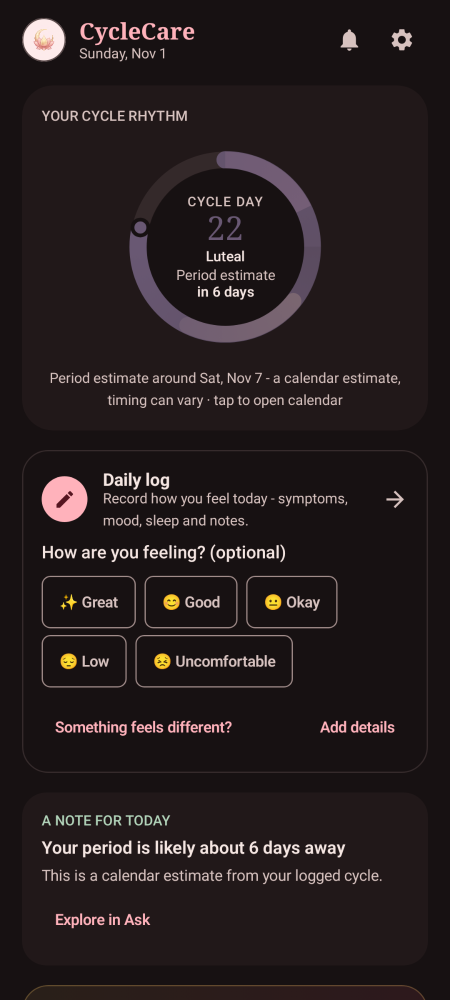 CycleCare
Sunday, Nov 1
YOUR CYCLE RHYTHM
CYCLE DAY
22
Luteal
Period estimate
in 6 days
Period estimate around Sat, Nov 7 - a calendar estimate,
timing can vary · tap to open calendar
Daily log
Record how you feel today - symptoms,
mood, sleep and notes.
How are you feeling? (optional)
✨ Great
😊 Good
😐 Okay
😔 Low
😣 Uncomfortable
Something feels different?
Add details
A NOTE FOR TODAY
Your period is likely about 6 days away
This is a calendar estimate from your logged cycle.
Explore in Ask